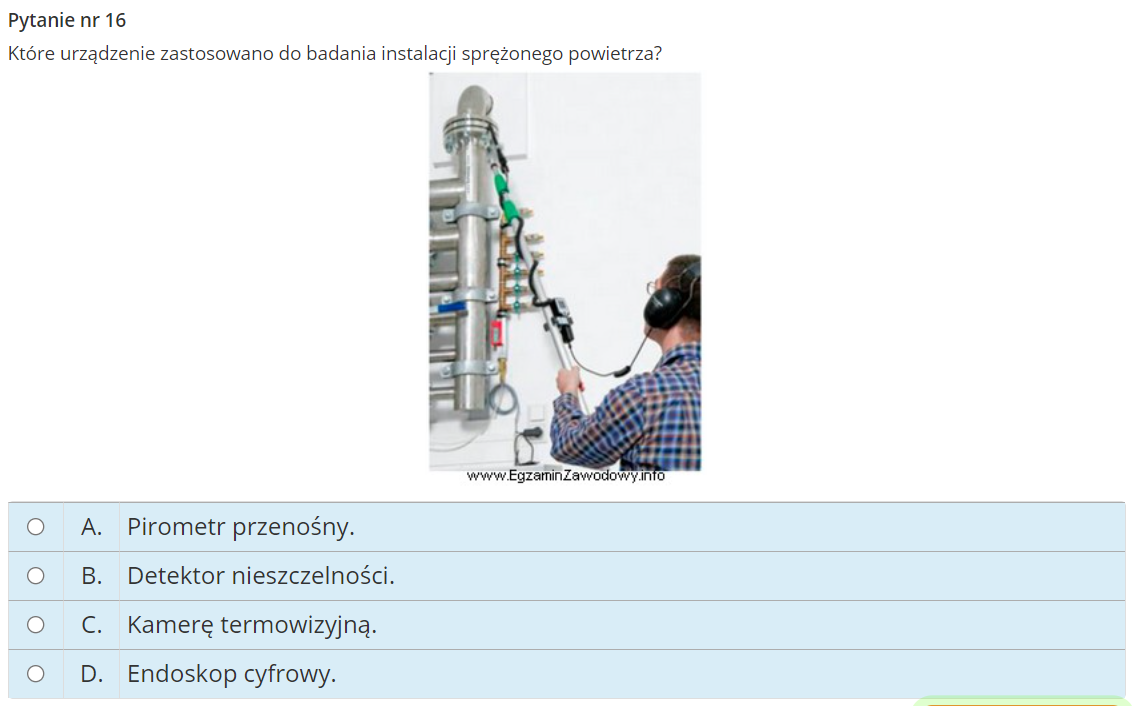 Pytanie nr 16
Które urządzenie zastosowano do badania instalacji sprężonego powietrza?
www.EgzaminZawodowy.info
A. Pirometr przenośny.
B. Detektor nieszczelności.
C. Kamerę termowizyjną.
D. Endoskop cyfrowy.